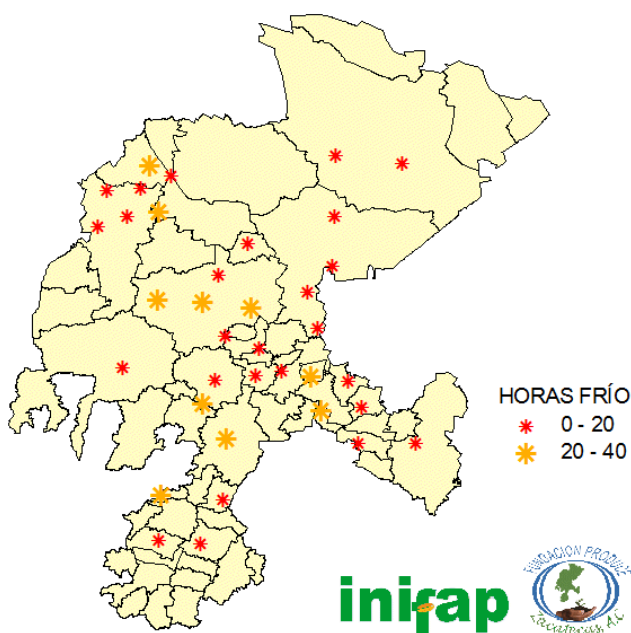 HORAS FRÍO
0 - 20
20 - 40
inifap
FUNDACION PRODUCE
Zacatecas, A.C.